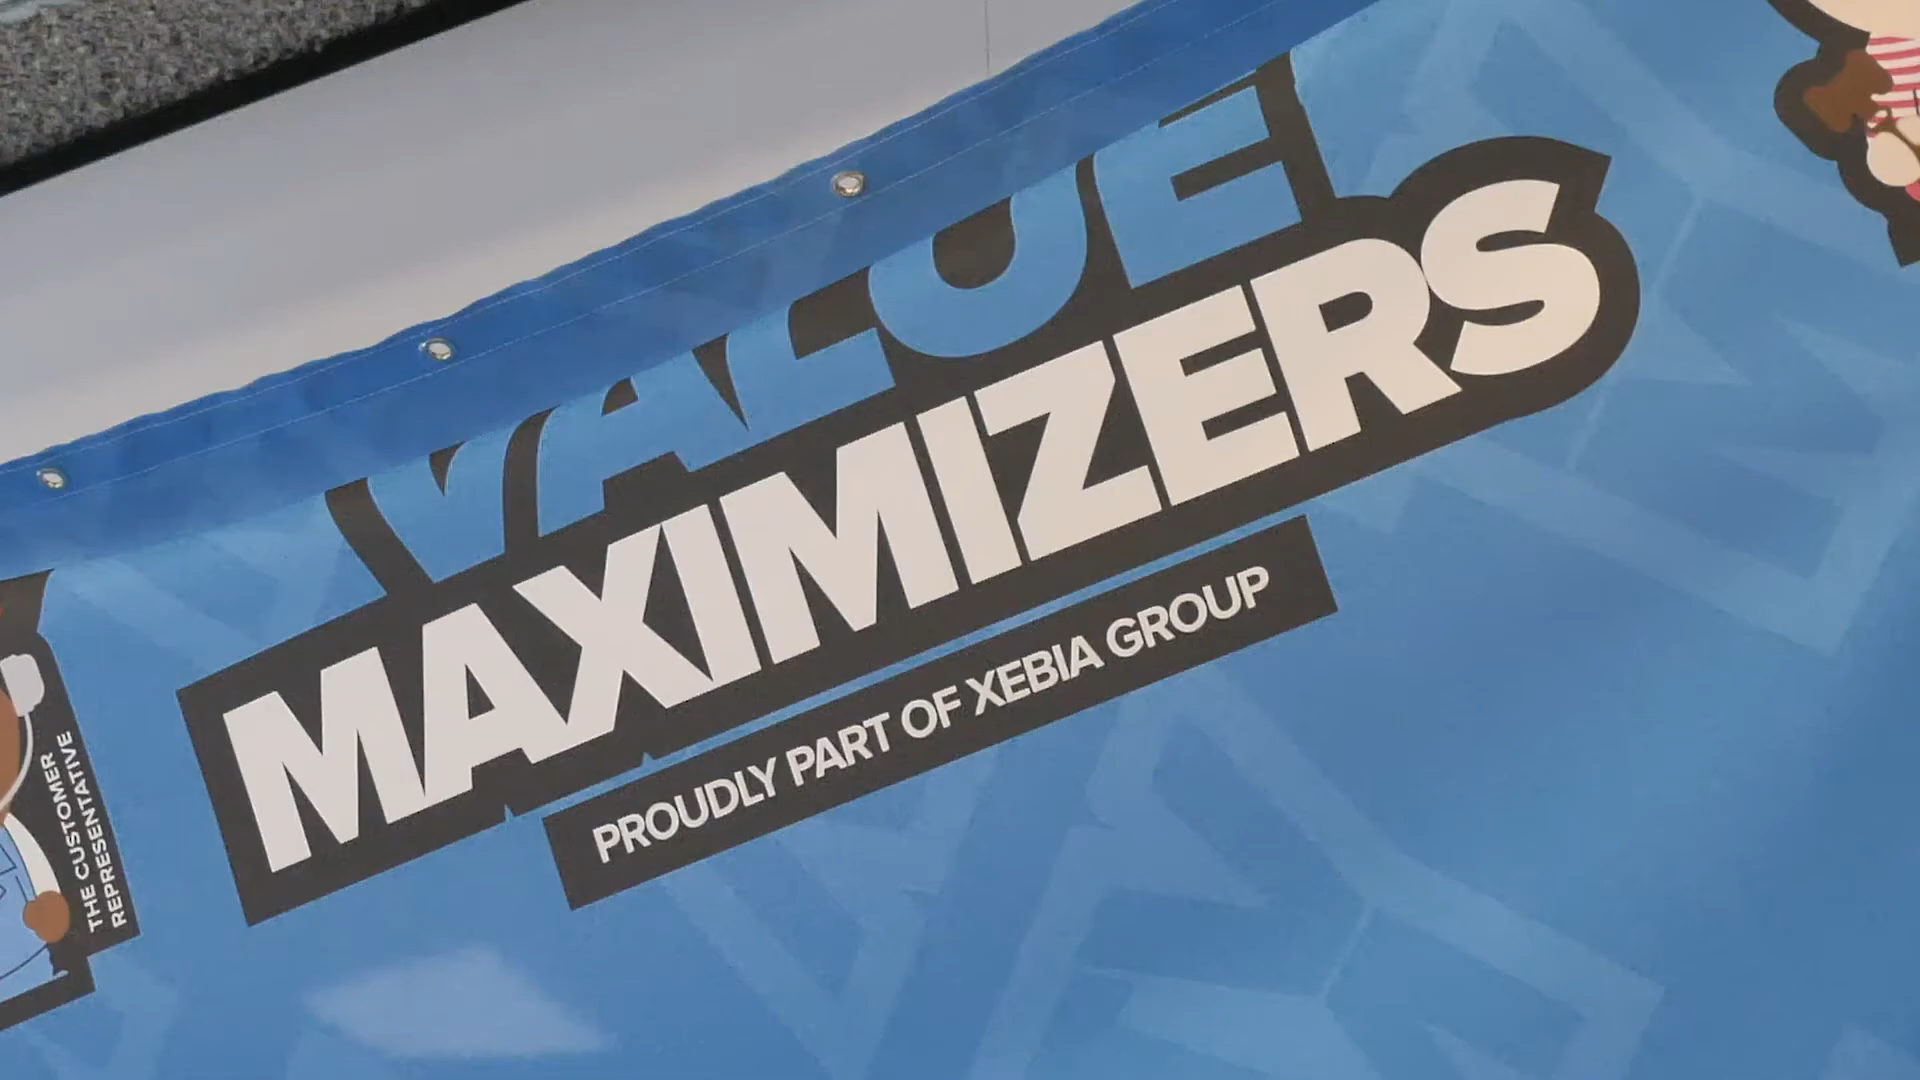 VALUE
MAXIMIZERS
PROUDLY PART OF XEBIA GROUP
THE CUSTOMER
REPRESENTATIVE